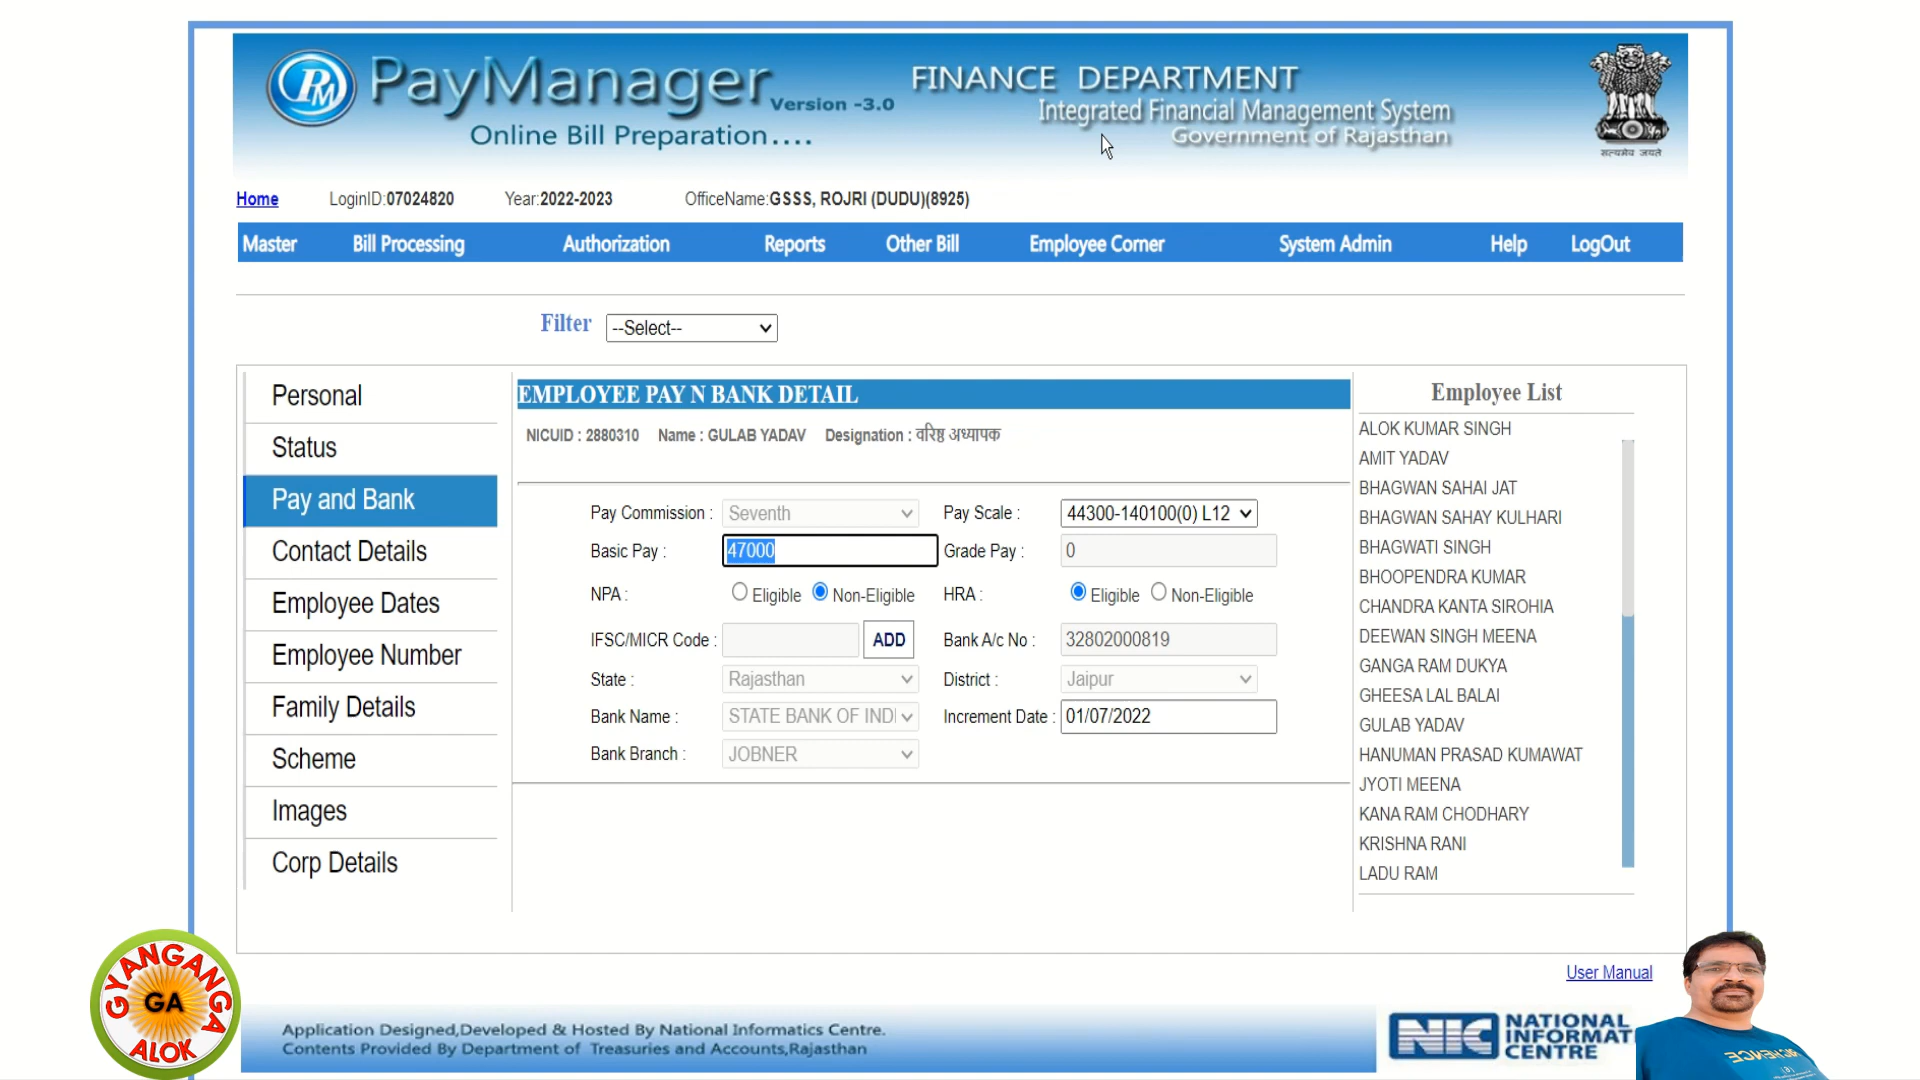 PayManager Version -3.0
Online Bill Preparation....
FINANCE DEPARTMENT
Integrated Financial Management System
Government of Rajasthan
सत्यमेव जयते
Home LoginID:07024820 Year:2022-2023 OfficeName:GSSS, ROJRI (DUDU)(8925)
Master Bill Processing Authorization Reports Other Bill Employee Corner System Admin Help LogOut
Filter --Select--
Personal
Status
Pay and Bank
Contact Details
Employee Dates
Employee Number
Family Details
Scheme
Images
Corp Details
EMPLOYEE PAY N BANK DETAIL
NICUID : 2880310 Name : GULAB YADAV Designation : वरिष्ठ अध्यापक
Pay Commission : Seventh Pay Scale : 44300-140100(0) L12
Basic Pay : 47000 Grade Pay : 0
NPA : Eligible Non-Eligible HRA : Eligible Non-Eligible
IFSC/MICR Code : ADD Bank A/c No : 32802000819
State : Rajasthan District : Jaipur
Bank Name : STATE BANK OF INDI Increment Date : 01/07/2022
Bank Branch : JOBNER
Employee List
ALOK KUMAR SINGH
AMIT YADAV
BHAGWAN SAHAI JAT
BHAGWAN SAHAY KULHARI
BHAGWATI SINGH
BHOOPENDRA KUMAR
CHANDRA KANTA SIROHIA
DEEWAN SINGH MEENA
GANGA RAM DUKYA
GHEESA LAL BALAI
GULAB YADAV
HANUMAN PRASAD KUMAWAT
JYOTI MEENA
KANA RAM CHODHARY
KRISHNA RANI
LADU RAM
User Manual
GYANGANGA
GA
ALOK
Application Designed,Developed & Hosted By National Informatics Centre.
Contents Provided By Department of Treasuries and Accounts,Rajasthan
NIC NATIONAL
INFORMAT
CENTRE